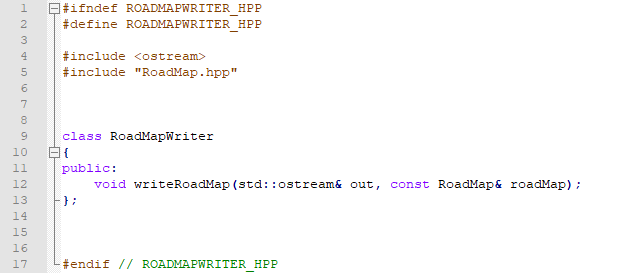 1 #ifndef ROADMAPWRITER_HPP
2 #define ROADMAPWRITER_HPP
3
4 #include <ostream>
5 #include "RoadMap.hpp"
6
7
8
9 class RoadMapWriter
10 {
11 public:
12     void writeRoadMap(std::ostream& out, const RoadMap& roadMap);
13 };
14
15
16
17 #endif // ROADMAPWRITER_HPP